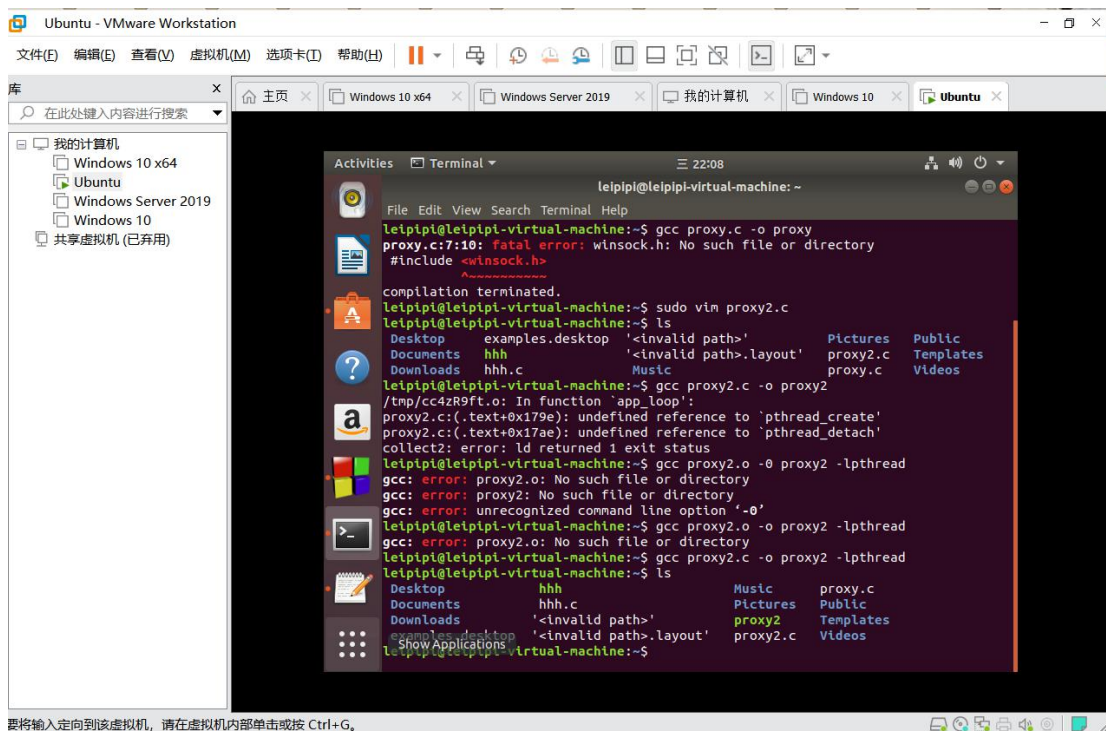 Ubuntu - VMware Workstation
文件(F) 编辑(E) 查看(V) 虚拟机(M) 选项卡(T) 帮助(H)
库 x
在此处键入内容进行搜索
主页 Windows 10 x64 Windows Server 2019 我的计算机 Windows 10 Ubuntu
我的计算机
Windows 10 x64
Ubuntu
Windows Server 2019
Windows 10
共享虚拟机 (已弃用)
Activities Terminal 三 22:08
leipipi@leipipi-virtual-machine: ~
File Edit View Search Terminal Help
leipipi@leipipi-virtual-machine:~$ gcc proxy.c -o proxy
proxy.c:7:10: fatal error: winsock.h: No such file or directory
#include <winsock.h>
^~~~~~~~~~~
compilation terminated.
leipipi@leipipi-virtual-machine:~$ sudo vim proxy2.c
leipipi@leipipi-virtual-machine:~$ ls
Desktop examples.desktop '<invalid path>' Pictures Public
Documents hhh '<invalid path>.layout' proxy2.c Templates
Downloads hhh.c Music proxy.c Videos
leipipi@leipipi-virtual-machine:~$ gcc proxy2.c -o proxy2
/tmp/cc4zR9ft.o: In function `app_loop':
proxy2.c:(.text+0x179e): undefined reference to `pthread_create'
proxy2.c:(.text+0x17ae): undefined reference to `pthread_detach'
collect2: error: ld returned 1 exit status
leipipi@leipipi-virtual-machine:~$ gcc proxy2.o -0 proxy2 -lpthread
gcc: error: proxy2.o: No such file or directory
gcc: error: proxy2: No such file or directory
gcc: error: unrecognized command line option ‘-0’
leipipi@leipipi-virtual-machine:~$ gcc proxy2.o -o proxy2 -lpthread
gcc: error: proxy2.o: No such file or directory
leipipi@leipipi-virtual-machine:~$ gcc proxy2.c -o proxy2 -lpthread
leipipi@leipipi-virtual-machine:~$ ls
Desktop hhh Music proxy.c
Documents hhh.c Pictures Public
Downloads '<invalid path>' proxy2 Templates
examples.desktop '<invalid path>.layout' proxy2.c Videos
Show Applications
leipipi@leipipi-virtual-machine:~$
要将输入定向到该虚拟机，请在虚拟机内部单击或按 Ctrl+G。